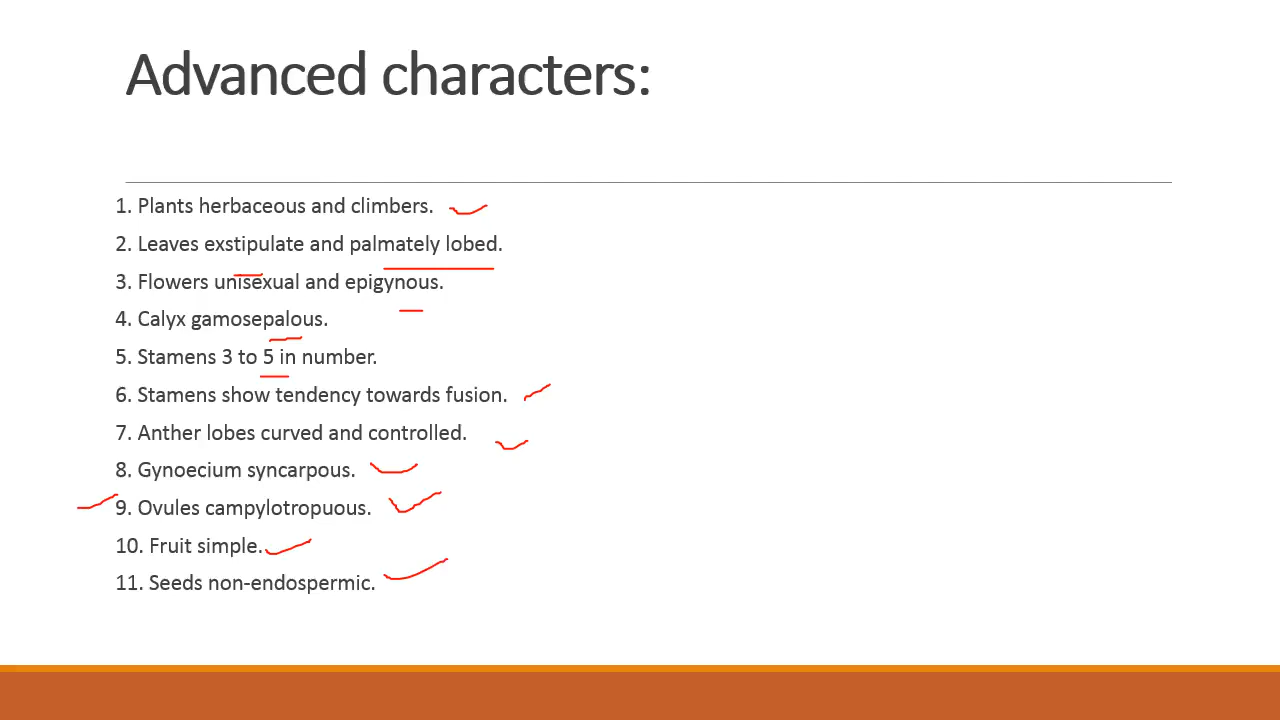 Advanced characters:
1. Plants herbaceous and climbers.
2. Leaves exstipulate and palmately lobed.
3. Flowers unisexual and epigynous.
4. Calyx gamosepalous.
5. Stamens 3 to 5 in number.
6. Stamens show tendency towards fusion.
7. Anther lobes curved and controlled.
8. Gynoecium syncarpous.
9. Ovules campylotropuous.
10. Fruit simple.
11. Seeds non-endospermic.